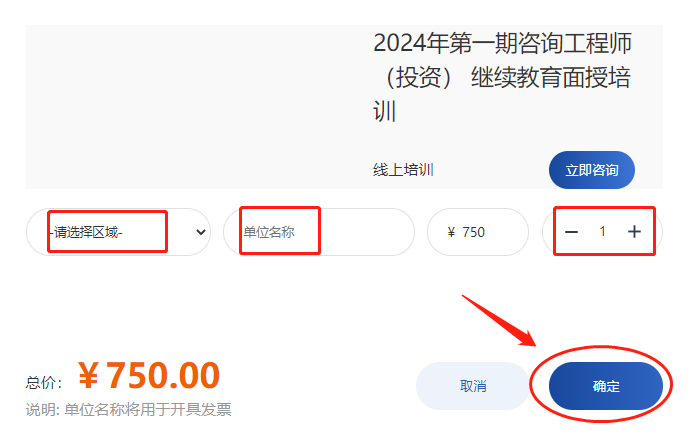 2024年第一期咨询工程师
（投资） 继续教育面授培
训
线上培训
立即咨询
-请选择区域-
单位名称
¥ 750
− 1 +
总价： ¥750.00
取消
确定
说明: 单位名称将用于开具发票